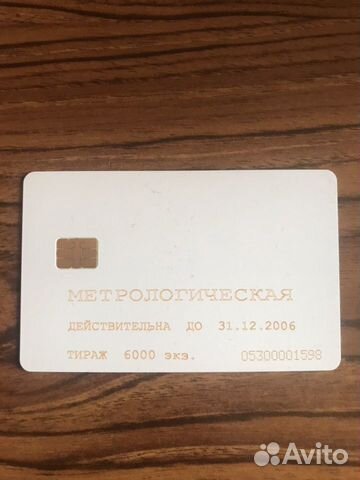 МЕТРОЛОГИЧЕСКАЯ
ДЕЙСТВИТЕЛЬНА ДО 31.12.2006
ТИРАЖ 6000 экз. 05300001598
Avito